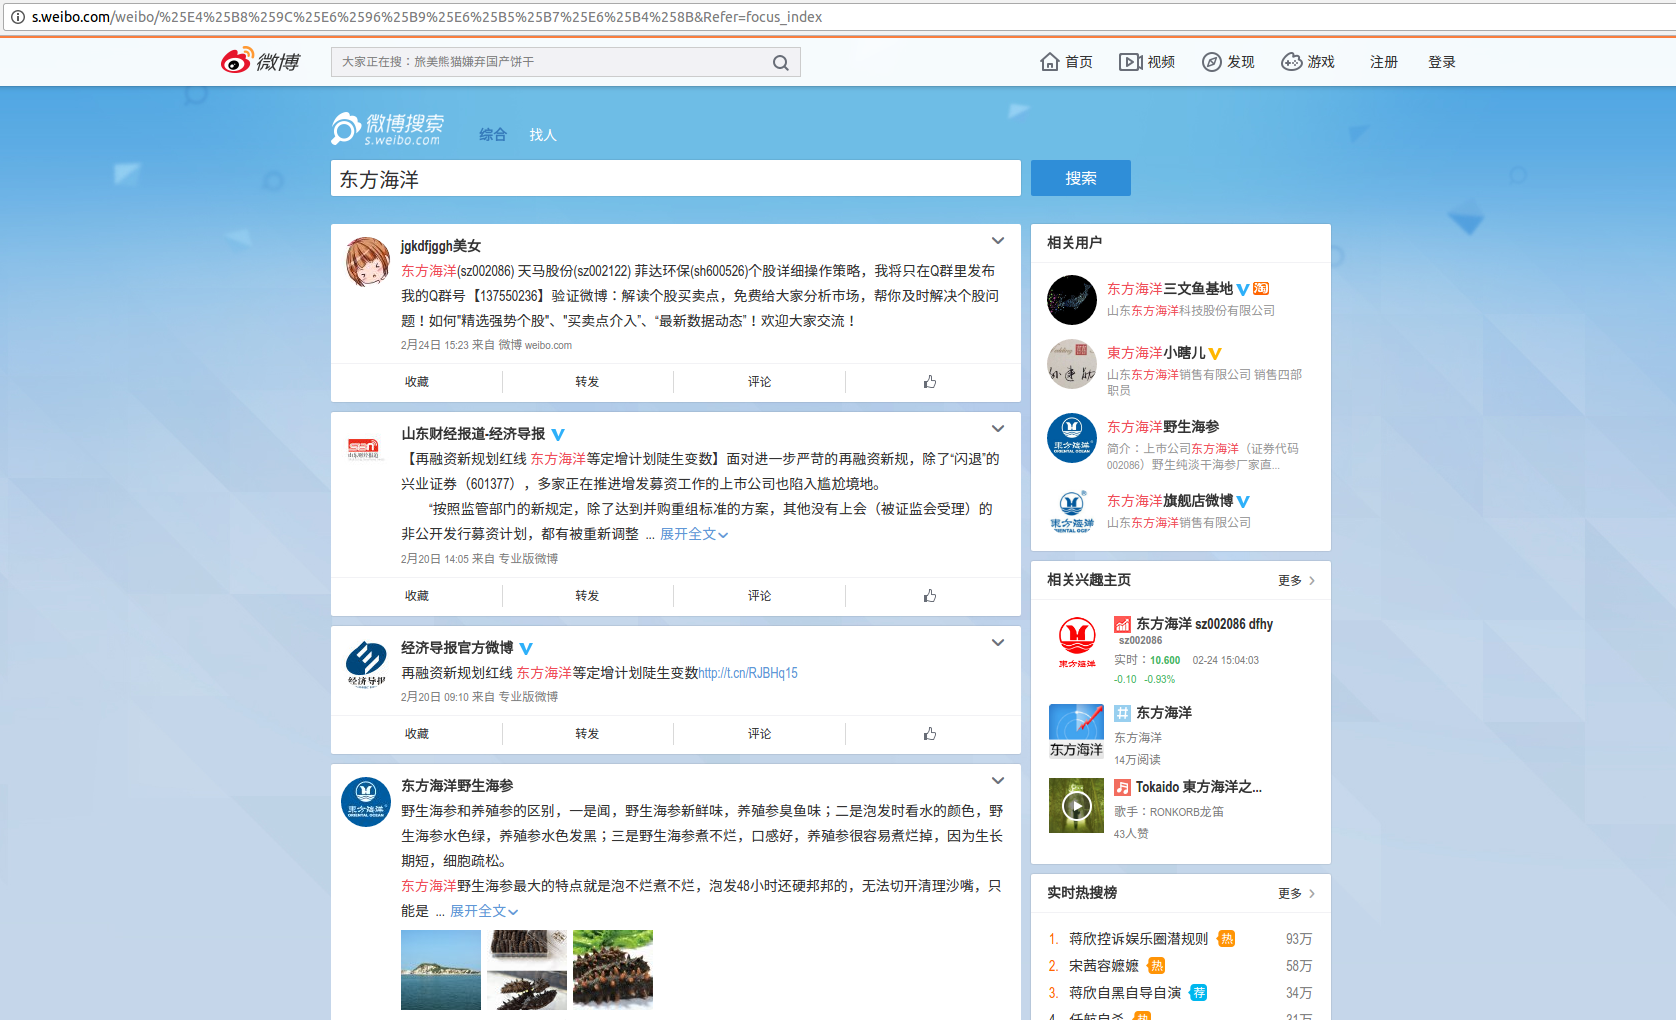 s.weibo.com/weibo/%25E4%25B8%259C%25E6%2596%25B9%25E6%25B5%25B7%25E6%25B4%258B&Refer=focus_index
微博
大家正在搜：旅美熊猫嫌弃国产饼干
首页 视频 发现 游戏 注册 登录
微博搜索
s.weibo.com
综合 找人
东方海洋
搜索
jgkdfjggh美女
东方海洋(sz002086) 天马股份(sz002122) 菲达环保(sh600526)个股详细操作策略，我将只在Q群里发布
我的Q群号【137550236】验证微博：解读个股买卖点，免费给大家分析市场，帮你及时解决个股问
题！如何"精选强势个股"、"买卖点介入"、“最新数据动态”！欢迎大家交流！
2月24日 15:23 来自 微博 weibo.com
收藏 转发 评论
山东财经报道-经济导报
【再融资新规划红线 东方海洋等定增计划陡生变数】面对进一步严苛的再融资新规，除了“闪退”的
兴业证券（601377），多家正在推进增发募资工作的上市公司也陷入尴尬境地。
“按照监管部门的新规定，除了达到并购重组标准的方案，其他没有上会（被证监会受理）的
非公开发行募资计划，都有被重新调整 ... 展开全文
2月20日 14:05 来自 专业版微博
收藏 转发 评论
经济导报官方微博
再融资新规划红线 东方海洋等定增计划陡生变数http://t.cn/RJBHq15
2月20日 09:10 来自 专业版微博
经济导报
收藏 转发 评论
东方海洋野生海参
東方海洋
ORIENTAL OCEAN
野生海参和养殖参的区别，一是闻，野生海参新鲜味，养殖参臭鱼味；二是泡发时看水的颜色，野
生海参水色绿，养殖参水色发黑；三是野生海参煮不烂，口感好，养殖参很容易煮烂掉，因为生长
期短，细胞疏松。
东方海洋野生海参最大的特点就是泡不烂煮不烂，泡发48小时还硬邦邦的，无法切开清理沙嘴，只
能是 ... 展开全文
相关用户
东方海洋三文鱼基地 淘
山东东方海洋科技股份有限公司
東方海洋小瞎儿
山东东方海洋销售有限公司 销售四部
职员
東方海洋
ORIENTAL OCEAN
东方海洋野生海参
简介：上市公司东方海洋（证券代码
002086）野生纯淡干海参厂家直...
東方海洋
东方海洋旗舰店微博
山东东方海洋销售有限公司
相关兴趣主页 更多
東方海洋
东方海洋 sz002086 dfhy
sz002086
实时：10.600 02-24 15:04:03
-0.10 -0.93%
东方海洋
# 东方海洋
东方海洋
14万阅读
Tokaido 東方海洋之...
歌手：RONKORB龙笛
43人赞
实时热搜榜 更多
1. 蒋欣控诉娱乐圈潜规则 热 93万
2. 宋茜容嬷嬷 热 58万
3. 蒋欣自黑自导自演 荐 34万
4. 任航自杀 热 31万